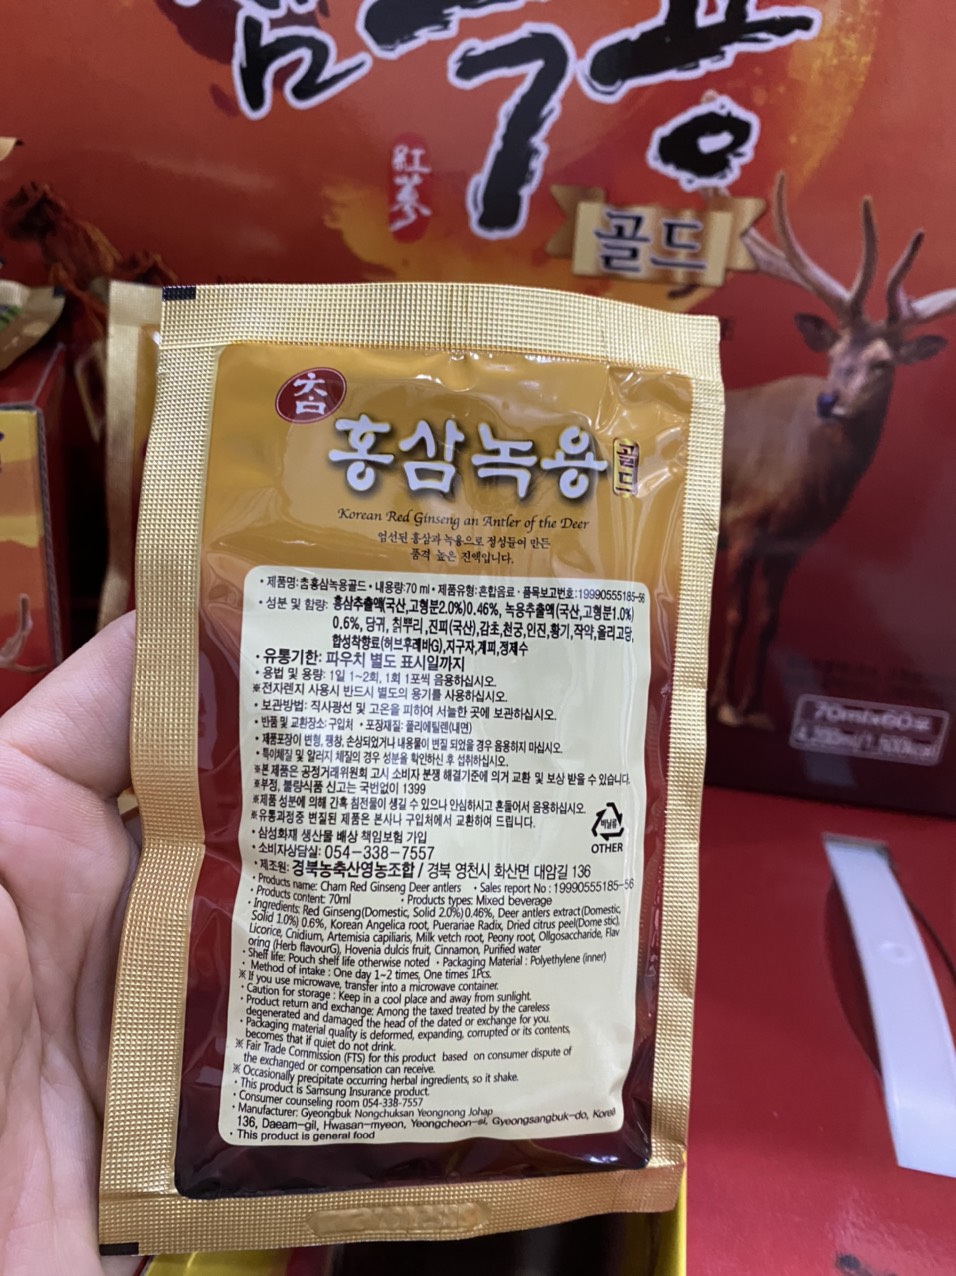 紅
蔘
골드
참
홍삼녹용
골드
Korean Red Ginseng an Antler of the Deer
엄선된 홍삼과 녹용으로 정성들여 만든
품격 높은 진액입니다.
• 제품명: 참홍삼녹용골드 • 내용량:70 ml • 제품유형: 혼합음료 · 품목보고번호:19990555185-56
• 성분 및 함량: 홍삼추출액(국산,고형분2.0%)0.46%, 녹용추출액(국산,고형분1.0%)
0.6%, 당귀, 칡뿌리,진피(국산),감초,천궁,인진,황기,작약,올리고당,
합성착향료(허브후레바G),지구자,계피,정제수
• 유통기한: 파우치 별도 표시일까지
• 용법 및 용량: 1일 1~2회, 1회 1포씩 음용하십시오.
※전자렌지 사용시 반드시 별도의 용기를 사용하십시오.
• 보관방법: 직사광선 및 고온을 피하여 서늘한 곳에 보관하십시오.
• 반품 및 교환장소: 구입처 • 포장재질: 폴리에틸렌(내면)
• 제품포장이 변형, 팽창, 손상되었거나 내용물이 변질 되었을 경우 음용하지 마십시오.
• 특이체질 및 알러지 체질의 경우 성분을 확인하신 후 섭취하십시오.
※본 제품은 공정거래위원회 고시 소비자 분쟁 해결기준에 의거 교환 및 보상 받을 수 있습니다.
※부정, 불량식품 신고는 국번없이 1399
※제품 성분에 의해 간혹 침전물이 생길 수 있으나 안심하시고 흔들어서 음용하십시오.
※유통과정중 변질된 제품은 본사나 구입처에서 교환하여 드립니다.
• 삼성화재 생산물 배상 책임보험 가입
• 소비자상담실: 054-338-7557
비닐류
OTHER
• 제조원: 경북농축산영농조합 / 경북 영천시 화산면 대암길 136
• Products name: Cham Red Ginseng Deer antlers • Sales report No : 19990555185-56
• Products content: 70ml • Products types: Mixed beverage
• Ingredients: Red Ginseng(Domestic, Solid 2.0%) 0.46%, Deer antlers extract(Domestic,
Solid 1.0%) 0.6%, Korean Angelica root, Puerariae Radix, Dried citrus peel(Dome stic),
Licorice, Cnidium, Artemisia capiliaris, Milk vetch root, Peony root, Ollgosaccharide, Flav
oring (Herb flavourG), Hovenia dulcis fruit, Cinnamon, Purified water
• Shelf life: Pouch shelf life otherwise noted • Packaging Material : Polyethylene (inner)
• Method of intake : One day 1~2 times, One times 1Pcs.
※ If you use microwave, transfer into a microwave container.
• Caution for storage : Keep in a cool place and away from sunlight.
• Product return and exchange: Among the taxed treated by the careless
degenerated and damaged the head of the dated or exchange for you.
• Packaging material quality is deformed, expanding, corrupted or its contents,
becomes that if quiet do not drink.
※ Fair Trade Commission (FTS) for this product based on consumer dispute of
the exchanged or compensation can receive.
※ Occasionally precipitate occurring herbal ingredients, so it shake.
• This product is Samsung Insurance product.
• Consumer counseling room 054-338-7557
• Manufacturer: Gyeongbuk Nongchuksan Yeongnong Johap
136, Daeam-gil, Hwasan-myeon, Yeongcheon-si, Gyeongsangbuk-do, Korea
• This product is general food
70ml×60포